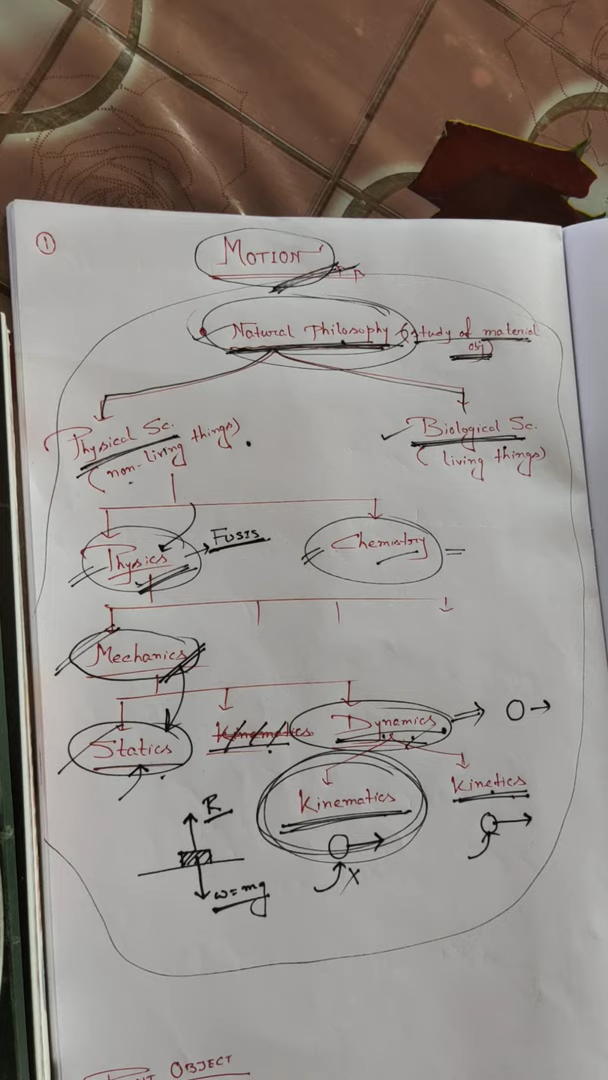 1
MOTION
Natural Philosophy (study of material
obj)
Physical Sc.
(non-living things).
Biological Sc.
(living things)
Physics → FUSIS
Chemistry =
Mechanics
Statics
Kinematics
Dynamics ⇒ O→
Kinematics
Kinetics
R
w=mg
X
OBJECT